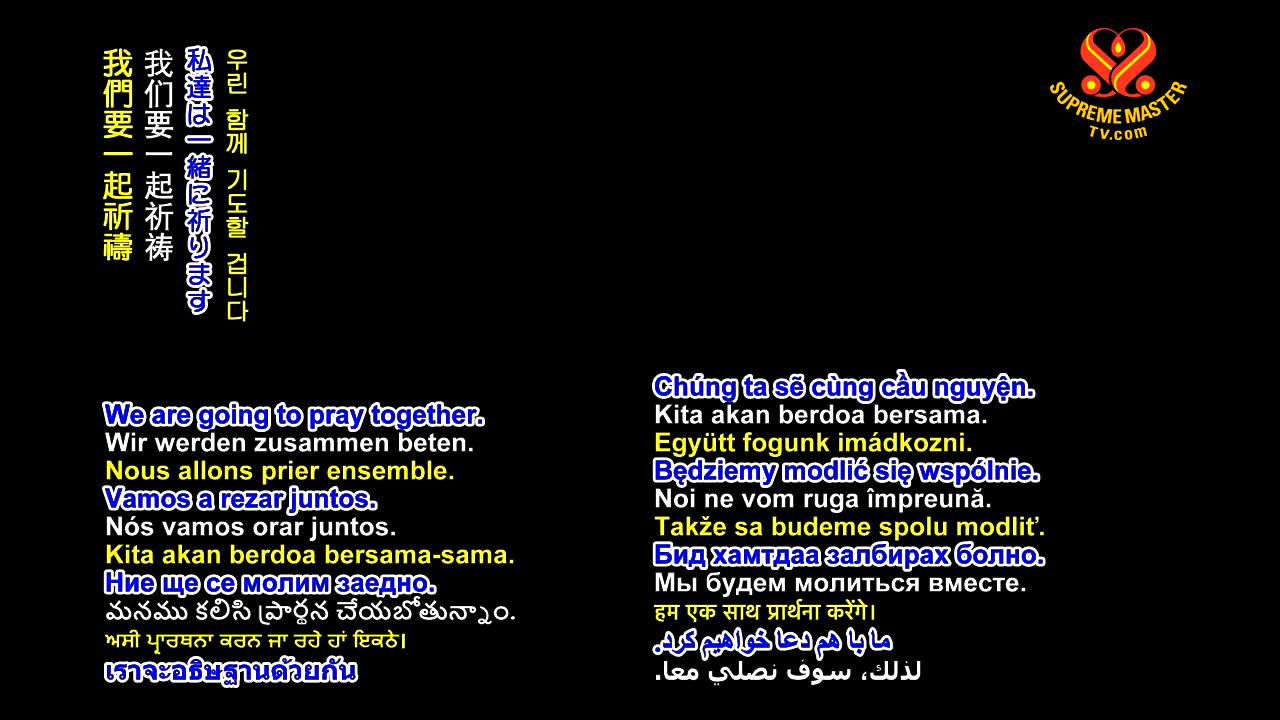 我們要一起祈禱
我们要一起祈祷
私達は一緒に祈ります
우린 함께 기도할 겁니다
SUPREME MASTER
TV.com
We are going to pray together.
Wir werden zusammen beten.
Nous allons prier ensemble.
Vamos a rezar juntos.
Nós vamos orar juntos.
Kita akan berdoa bersama-sama.
Ние ще се молим заедно.
మనము కలిసి ప్రార్థన చేయబోతున్నాం.
ਅਸੀ ਪ੍ਰਾਰਥਨਾ ਕਰਨ ਜਾ ਰਹੇ ਹਾਂ ਇਕਠੇ।
เราจะอธิษฐานด้วยกัน
Chúng ta sẽ cùng cầu nguyện.
Kita akan berdoa bersama.
Együtt fogunk imádkozni.
Będziemy modlić się wspólnie.
Noi ne vom ruga împreună.
Takže sa budeme spolu modliť.
Бид хамтдаа залбирах болно.
Мы будем молиться вместе.
हम एक साथ प्रार्थना करेंगे।
ما با هم دعا خواهیم کرد.
لذلك، سوف نصلي معا.